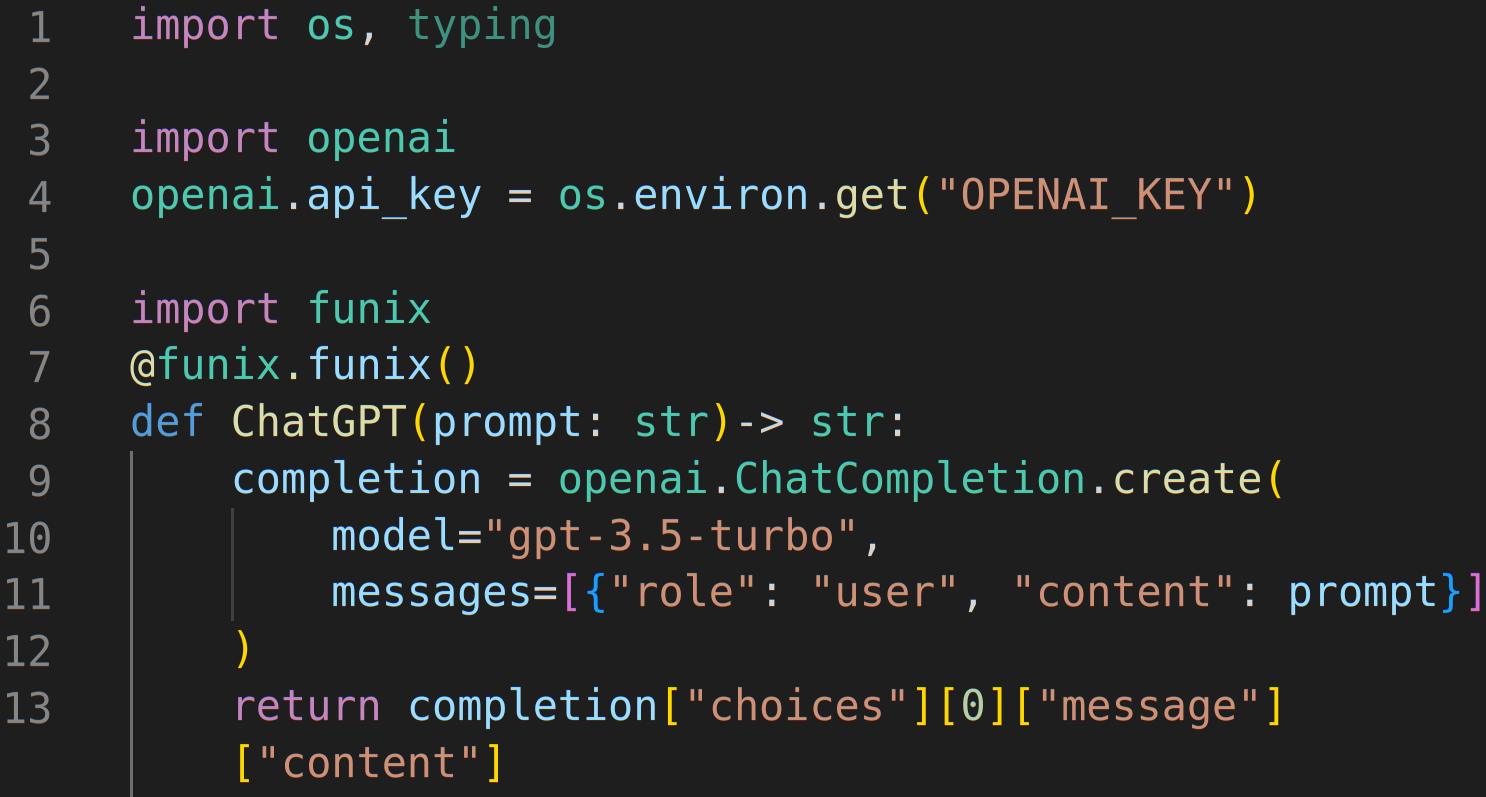 1 import os, typing
2
3 import openai
4 openai.api_key = os.environ.get("OPENAI_KEY")
5
6 import funix
7 @funix.funix()
8 def ChatGPT(prompt: str)-> str:
9     completion = openai.ChatCompletion.create(
10         model="gpt-3.5-turbo",
11         messages=[{"role": "user", "content": prompt}]
12     )
13     return completion["choices"][0]["message"]
    ["content"]